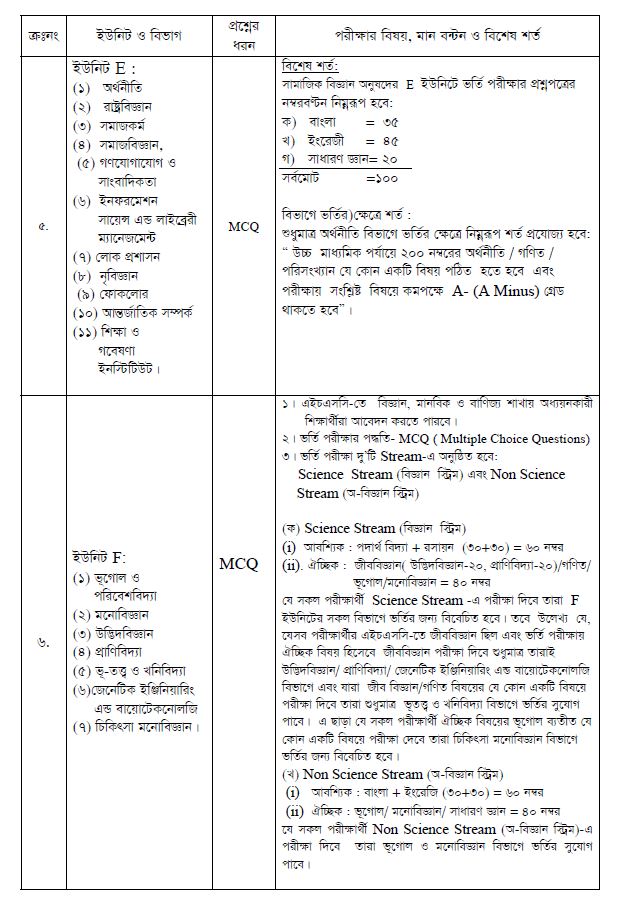 ক্রঃনং
ইউনিট ও বিভাগ
প্রশ্নের
ধরন
পরীক্ষার বিষয়, মান বন্টন ও বিশেষ শর্ত
৫.
ইউনিট E :
(১) অর্থনীতি
(২) রাষ্ট্রবিজ্ঞান
(৩) সমাজকর্ম
(৪) সমাজবিজ্ঞান,
(৫) গণযোগাযোগ ও
সাংবাদিকতা
(৬) ইনফরমেশন
সায়েন্স এন্ড লাইব্রেরী
ম্যানেজমেন্ট
(৭) লোক প্রশাসন
(৮) নৃবিজ্ঞান
(৯) ফোকলোর
(১০) আন্তর্জাতিক সম্পর্ক
(১১) শিক্ষা ও
গবেষণা
ইনস্টিটিউট।
MCQ
বিশেষ শর্ত:
সামাজিক বিজ্ঞান অনুষদের E ইউনিটে ভর্তি পরীক্ষার প্রশ্নপত্রের
নম্বরবণ্টন নিম্নরূপ হবে:
ক) বাংলা = ৩৫
খ) ইংরেজী = ৪৫
গ) সাধারণ জ্ঞান= ২০
সর্বমোট =১০০
বিভাগে ভর্তির)ক্ষেত্রে শর্ত :
শুধুমাত্র অর্থনীতি বিভাগে ভর্তির ক্ষেত্রে নিম্নরূপ শর্ত প্রযোজ্য হবে:
“ উচ্চ মাধ্যমিক পর্যায়ে ২০০ নম্বরের অর্থনীতি / গণিত /
পরিসংখ্যান যে কোন একটি বিষয় পঠিত হতে হবে এবং
পরীক্ষায় সংশ্লিষ্ট বিষয়ে কমপক্ষে A- (A Minus) গ্রেড
থাকতে হবে”।
৬.
ইউনিট F:
(১) ভূগোল ও
পরিবেশবিদ্যা
(২) মনোবিজ্ঞান
(৩) উদ্ভিদবিজ্ঞান
(৪) প্রাণিবিদ্যা
(৫) ভূ-তত্ত্ব ও খনিবিদ্যা
(৬)জেনেটিক ইঞ্জিনিয়ারিং
এন্ড বায়োটেকনোলজি
(৭) চিকিৎসা মনোবিজ্ঞান।
MCQ
১। এইচএসসি-তে বিজ্ঞান, মানবিক ও বাণিজ্য শাখায় অধ্যয়নকারী
শিক্ষার্থীরা আবেদন করতে পারবে।
২। ভর্তি পরীক্ষার পদ্ধতি- MCQ ( Multiple Choice Questions)
৩। ভর্তি পরীক্ষা দু’টি Stream-এ অনুষ্ঠিত হবে:
Science Stream (বিজ্ঞান স্ট্রিম) এবং Non Science
Stream (অ-বিজ্ঞান স্ট্রিম)
(ক) Science Stream (বিজ্ঞান স্ট্রিম)
(i) আবশ্যিক : পদার্থ বিদ্যা + রসায়ন (৩০+৩০) = ৬০ নম্বর
(ii). ঐচ্ছিক : জীববিজ্ঞান( উদ্ভিদবিজ্ঞান-২০, প্রাণিবিদ্যা-২০)/গণিত/
ভূগোল/মনোবিজ্ঞান = ৪০ নম্বর
যে সকল পরীক্ষার্থী Science Stream -এ পরীক্ষা দিবে তারা F
ইউনিটের সকল বিভাগে ভর্তির জন্য বিবেচিত হবে। তবে উলেখ্য যে,
যেসব পরীক্ষার্থীর এইচএসসি-তে জীববিজ্ঞান ছিল এবং ভর্তি পরীক্ষায়
ঐচ্ছিক বিষয় হিসেবে জীববিজ্ঞান পরীক্ষা দিবে শুধুমাত্র তারাই
উদ্ভিদবিজ্ঞান/ প্রাণিবিদ্যা/ জেনেটিক ইঞ্জিনিয়ারিং এন্ড বায়োটেকনোলজি
বিভাগে এবং যারা জীব বিজ্ঞান/গণিত বিষয়ের যে কোন একটি বিষয়ে
পরীক্ষা দিবে তারা শুধুমাত্র ভূতত্ত্ব ও খনিবিদ্যা বিভাগে ভর্তির সুযোগ
পাবে। এ ছাড়া যে সকল পরীক্ষার্থী ঐচ্ছিক বিষয়ের ভূগোল ব্যতীত যে
কোন একটি বিষয়ে পরীক্ষা দেবে তারা চিকিৎসা মনোবিজ্ঞান বিভাগে
ভর্তির জন্য বিবেচিত হবে।
(খ) Non Science Stream (অ-বিজ্ঞান স্ট্রিম)
(i) আবশ্যিক : বাংলা + ইংরেজি (৩০+৩০) = ৬০ নম্বর
(ii) ঐচ্ছিক : ভূগোল/ মনোবিজ্ঞান/ সাধারণ জ্ঞান = ৪০ নম্বর
যে সকল পরীক্ষার্থী Non Science Stream (অ-বিজ্ঞান স্ট্রিম)-এ
পরীক্ষা দিবে তারা ভূগোল ও মনোবিজ্ঞান বিভাগে ভর্তির সুযোগ
পাবে।